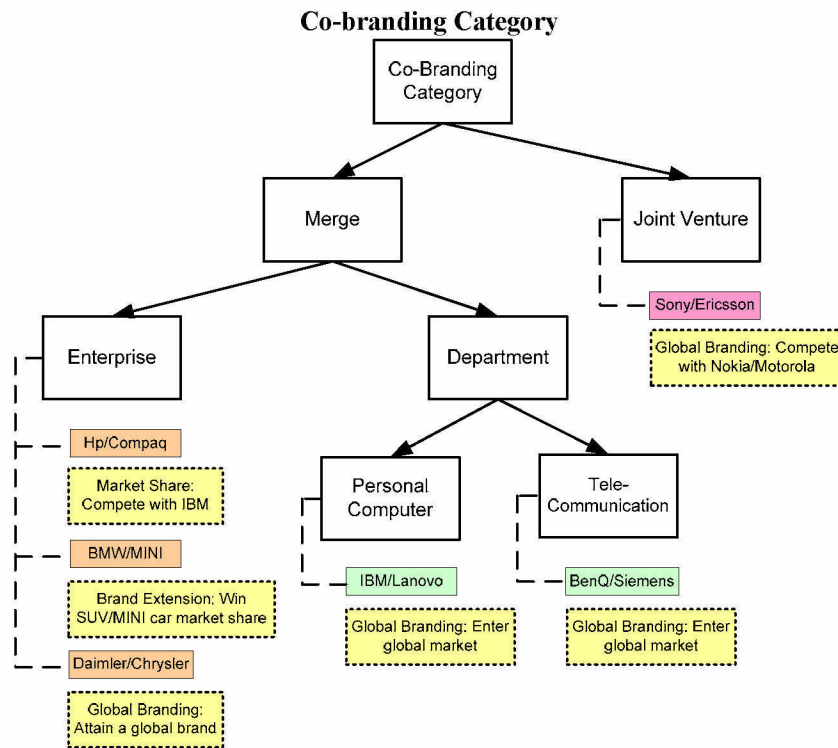 Co-branding Category
Co-Branding
Category
Merge
Joint Venture
Sony/Ericsson
Global Branding: Compete
with Nokia/Motorola
Enterprise
Department
Hp/Compaq
Market Share:
Compete with IBM
BMW/MINI
Brand Extension; Win
SUV/MINI car market share
Daimler/Chrysler
Global Branding:
Attain a global brand
Personal
Computer
IBM/Lanovo
Global Branding: Enter
global market
Tele-
Communication
BenQ/Siemens
Global Branding: Enter
global market